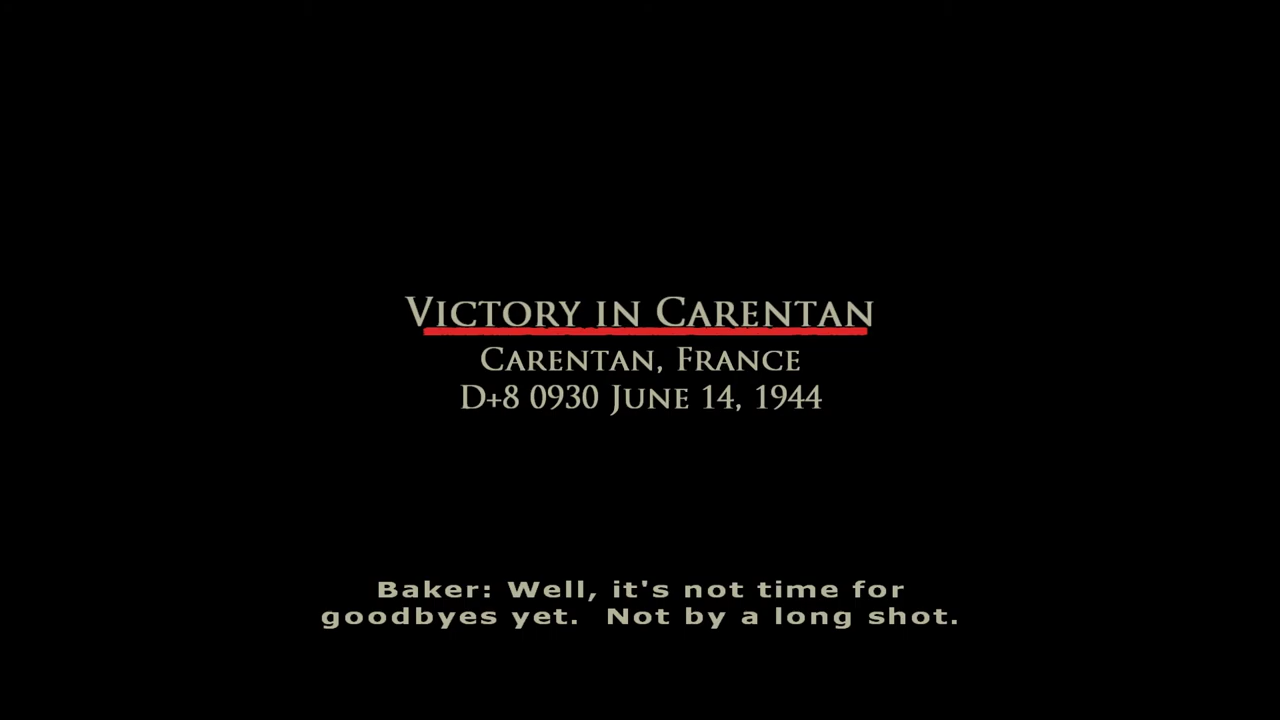 Victory in Carentan
Carentan, France
D+8 0930 June 14, 1944
Baker: Well, it's not time for
goodbyes yet.  Not by a long shot.